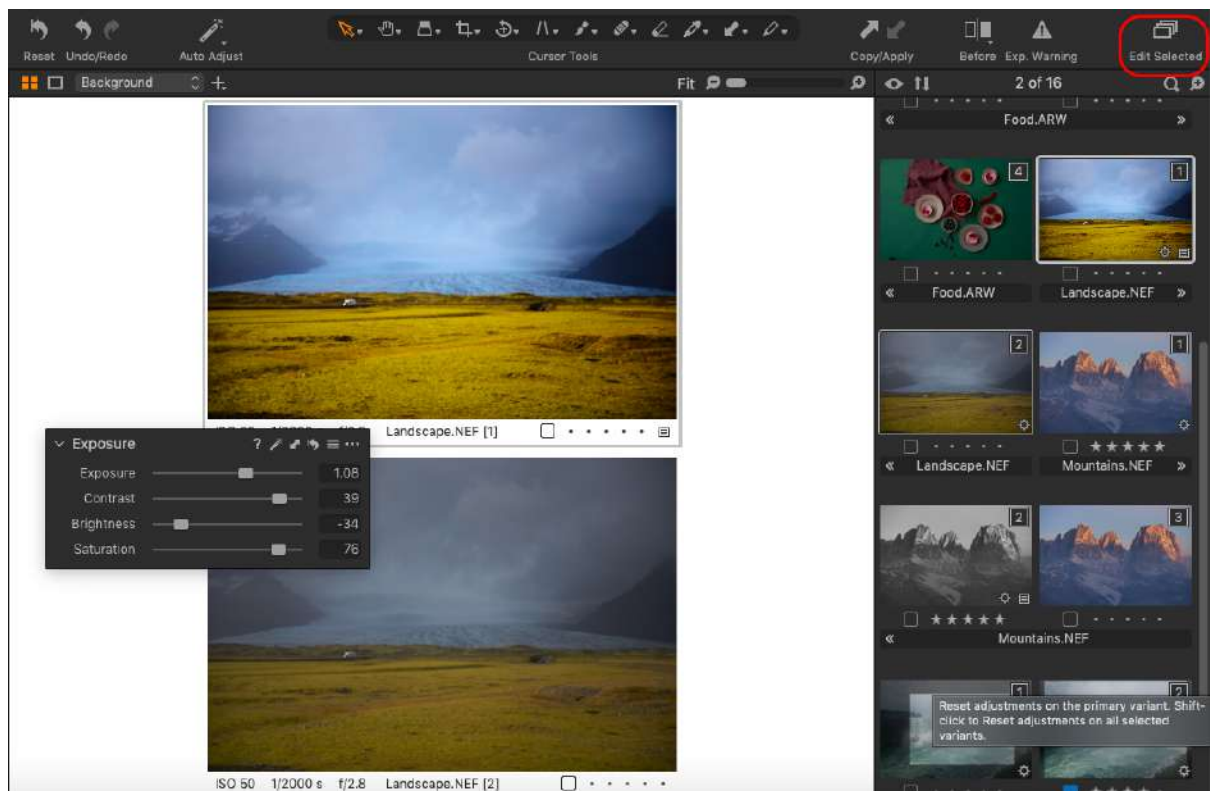 Reset Undo/Redo Auto Adjust Cursor Tools Copy/Apply Before Exp. Warning Edit Selected
Background Fit 2 of 16
Food.ARW
4 1
Food.ARW Landscape.NEF
2 1
Landscape.NEF Mountains.NEF
2 3
Mountains.NEF
1 2
Reset adjustments on the primary variant. Shift-
click to Reset adjustments on all selected
variants.
Landscape.NEF [1]
Exposure ?
Exposure 1.08
Contrast 39
Brightness -34
Saturation 76
ISO 50 1/2000 s f/2.8 Landscape.NEF [2]